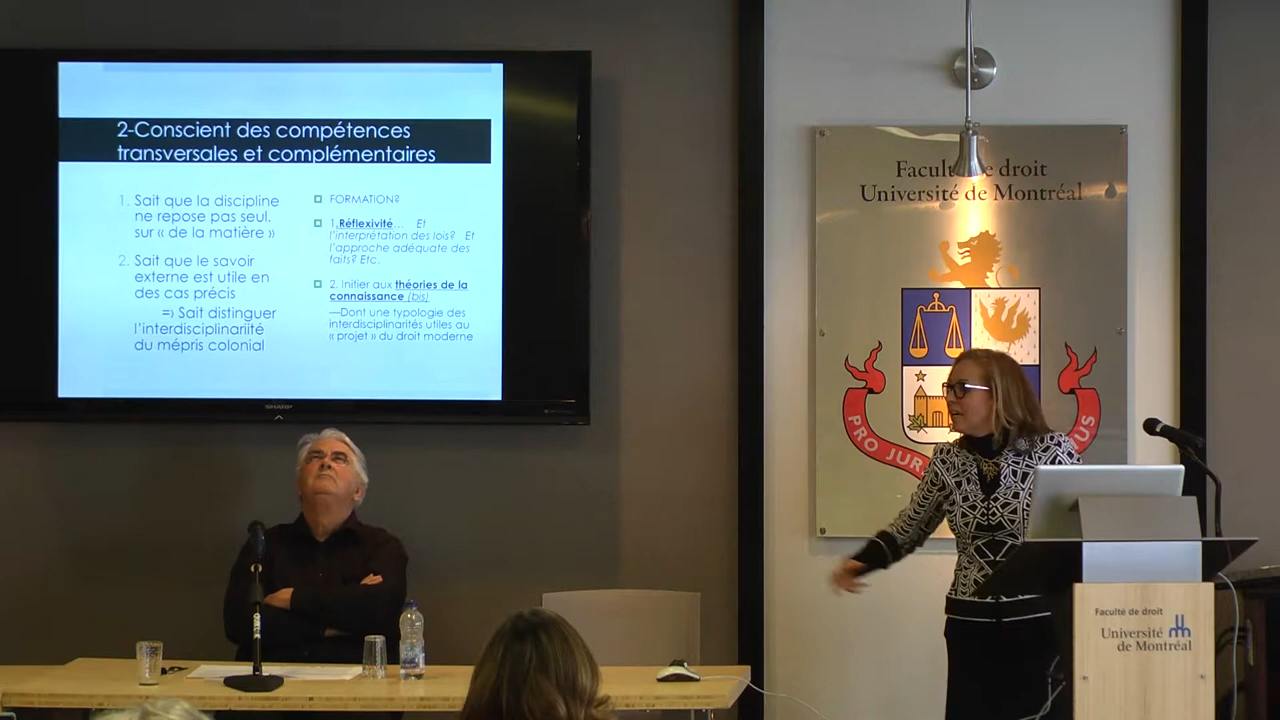 2-Conscient des compétences
transversales et complémentaires
1. Sait que la discipline
ne repose pas seul.
sur « de la matière »
2. Sait que le savoir
externe est utile en
des cas précis
=) Sait distinguer
l'interdisciplinariité
du mépris colonial
FORMATION?
1.Réflexivité... Et
l'interprétation des lois? Et
l'approche adéquate des
faits? Etc.
2. Initier aux théories de la
connaissance (bis)
—Dont une typologie des
interdisciplinarités utiles au
« projet » du droit moderne
SHARP
Faculté de droit
Université de Montréal
PRO JUR
US
Faculté de droit
Université
de Montréal